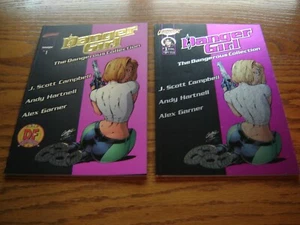 Danger Girl
The Dangerous Collection
J. Scott Campbell
Andy Hartnell
Alex Garner
Danger Girl
The Dangerous Collection
J. Scott Campbell
Andy Hartnell
Alex Garner